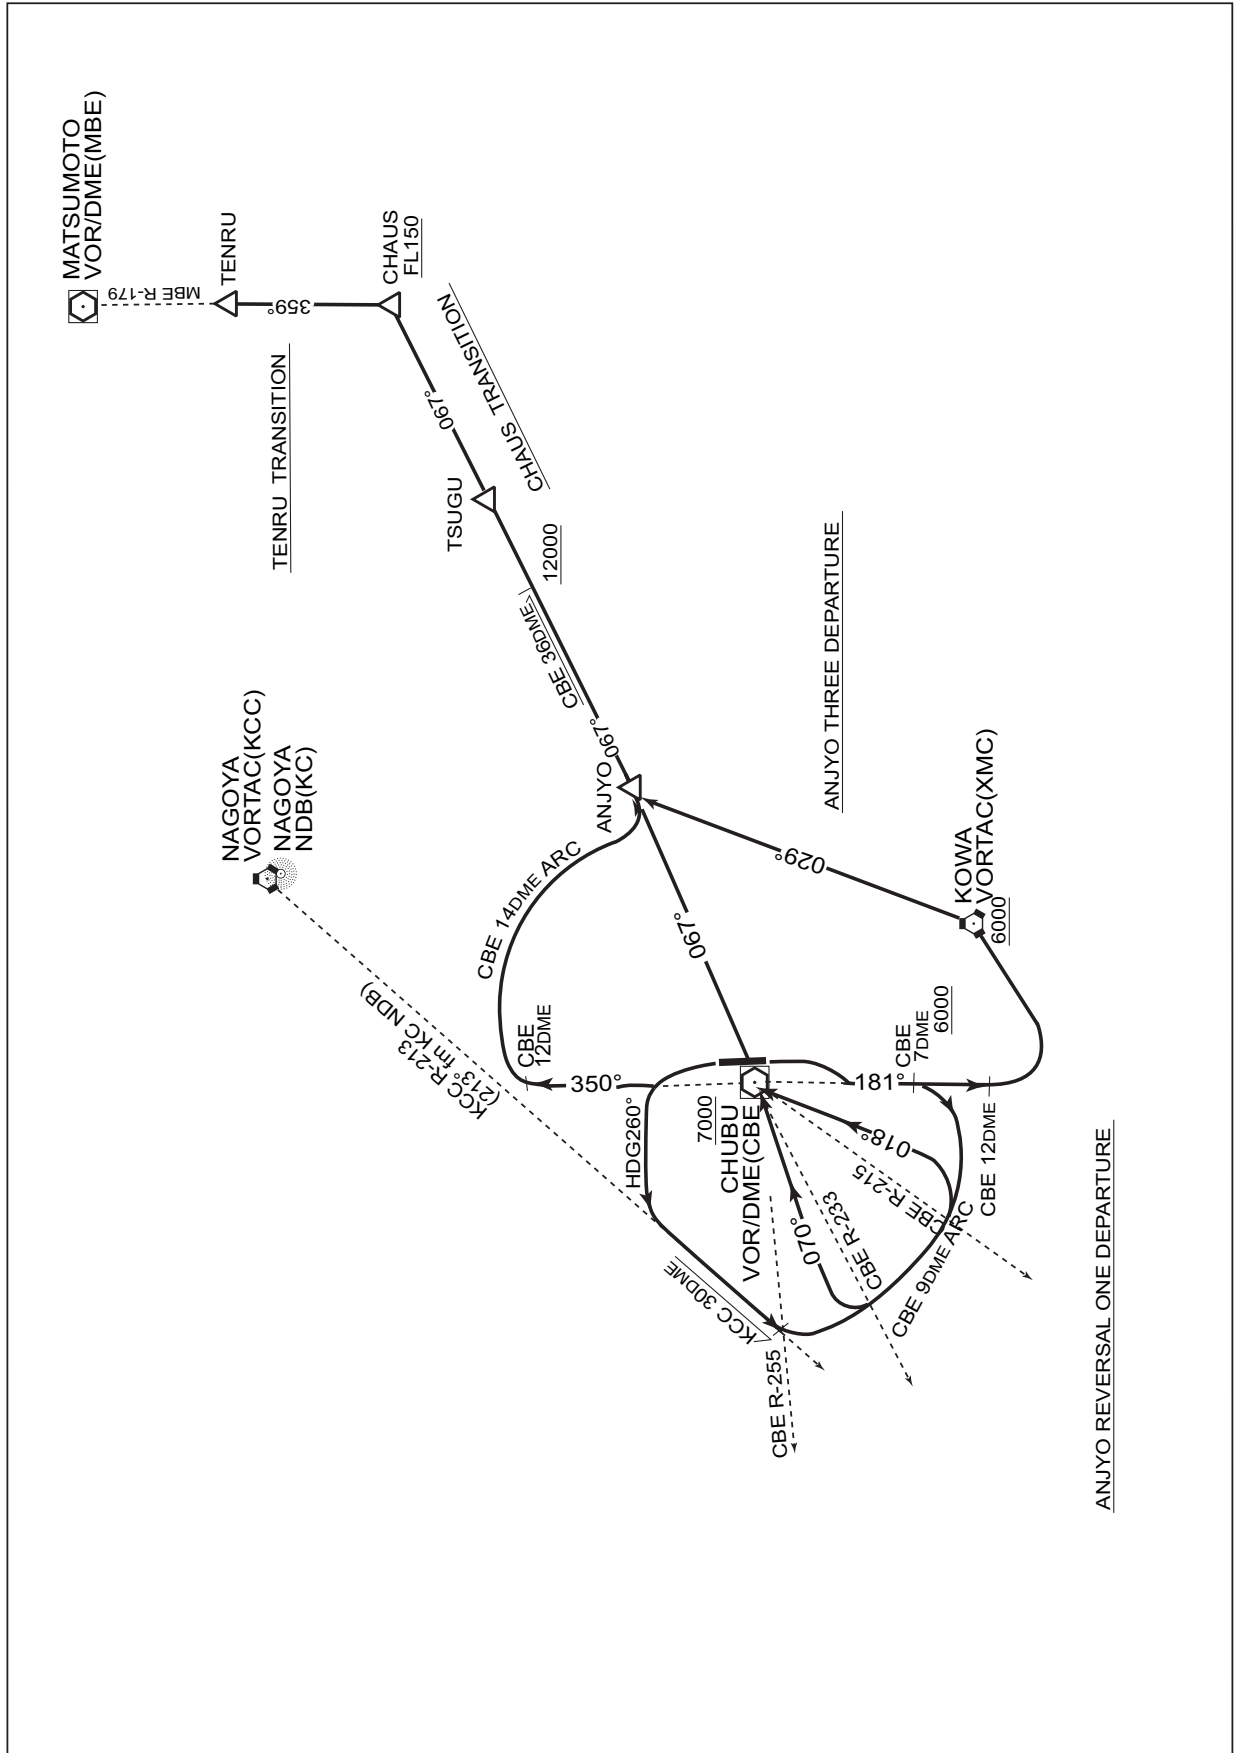 MATSUMOTO
VOR/DME(MBE)
MBE R-179
TENRU
359°
CHAUS
FL150
TENRU TRANSITION
067°
CHAUS TRANSITION
TSUGU
12000
CBE 36DME
067°
NAGOYA
VORTAC(KCC)
NAGOYA
NDB(KC)
ANJYO
ANJYO THREE DEPARTURE
CBE 14DME ARC
029°
KOWA
VORTAC(XMC)
6000
067°
KCC R-213
(213° fm KC NDB)
CBE
12DME
350°
HDG260°
7000
CHUBU
VOR/DME(CBE
181°
CBE
7DME
6000
CBE 12DME
018°
CBE R-215
CBE R-233
070°
CBE 9DME ARC
KCC 30DME
CBE R-255
ANJYO REVERSAL ONE DEPARTURE